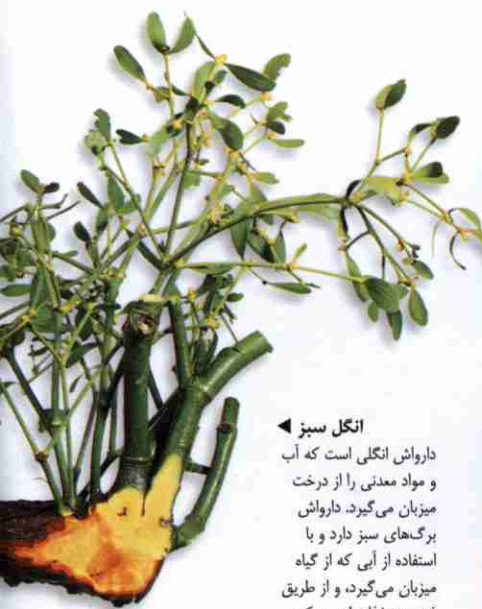 انگل سبز ◀
دارواش انگلی است که آب
و مواد معدنی را از درخت
میزبان می‌گیرد. دارواش
برگ‌های سبز دارد و با
استفاده از آبی که از گیاه
میزبان می‌گیرد، و از طریق